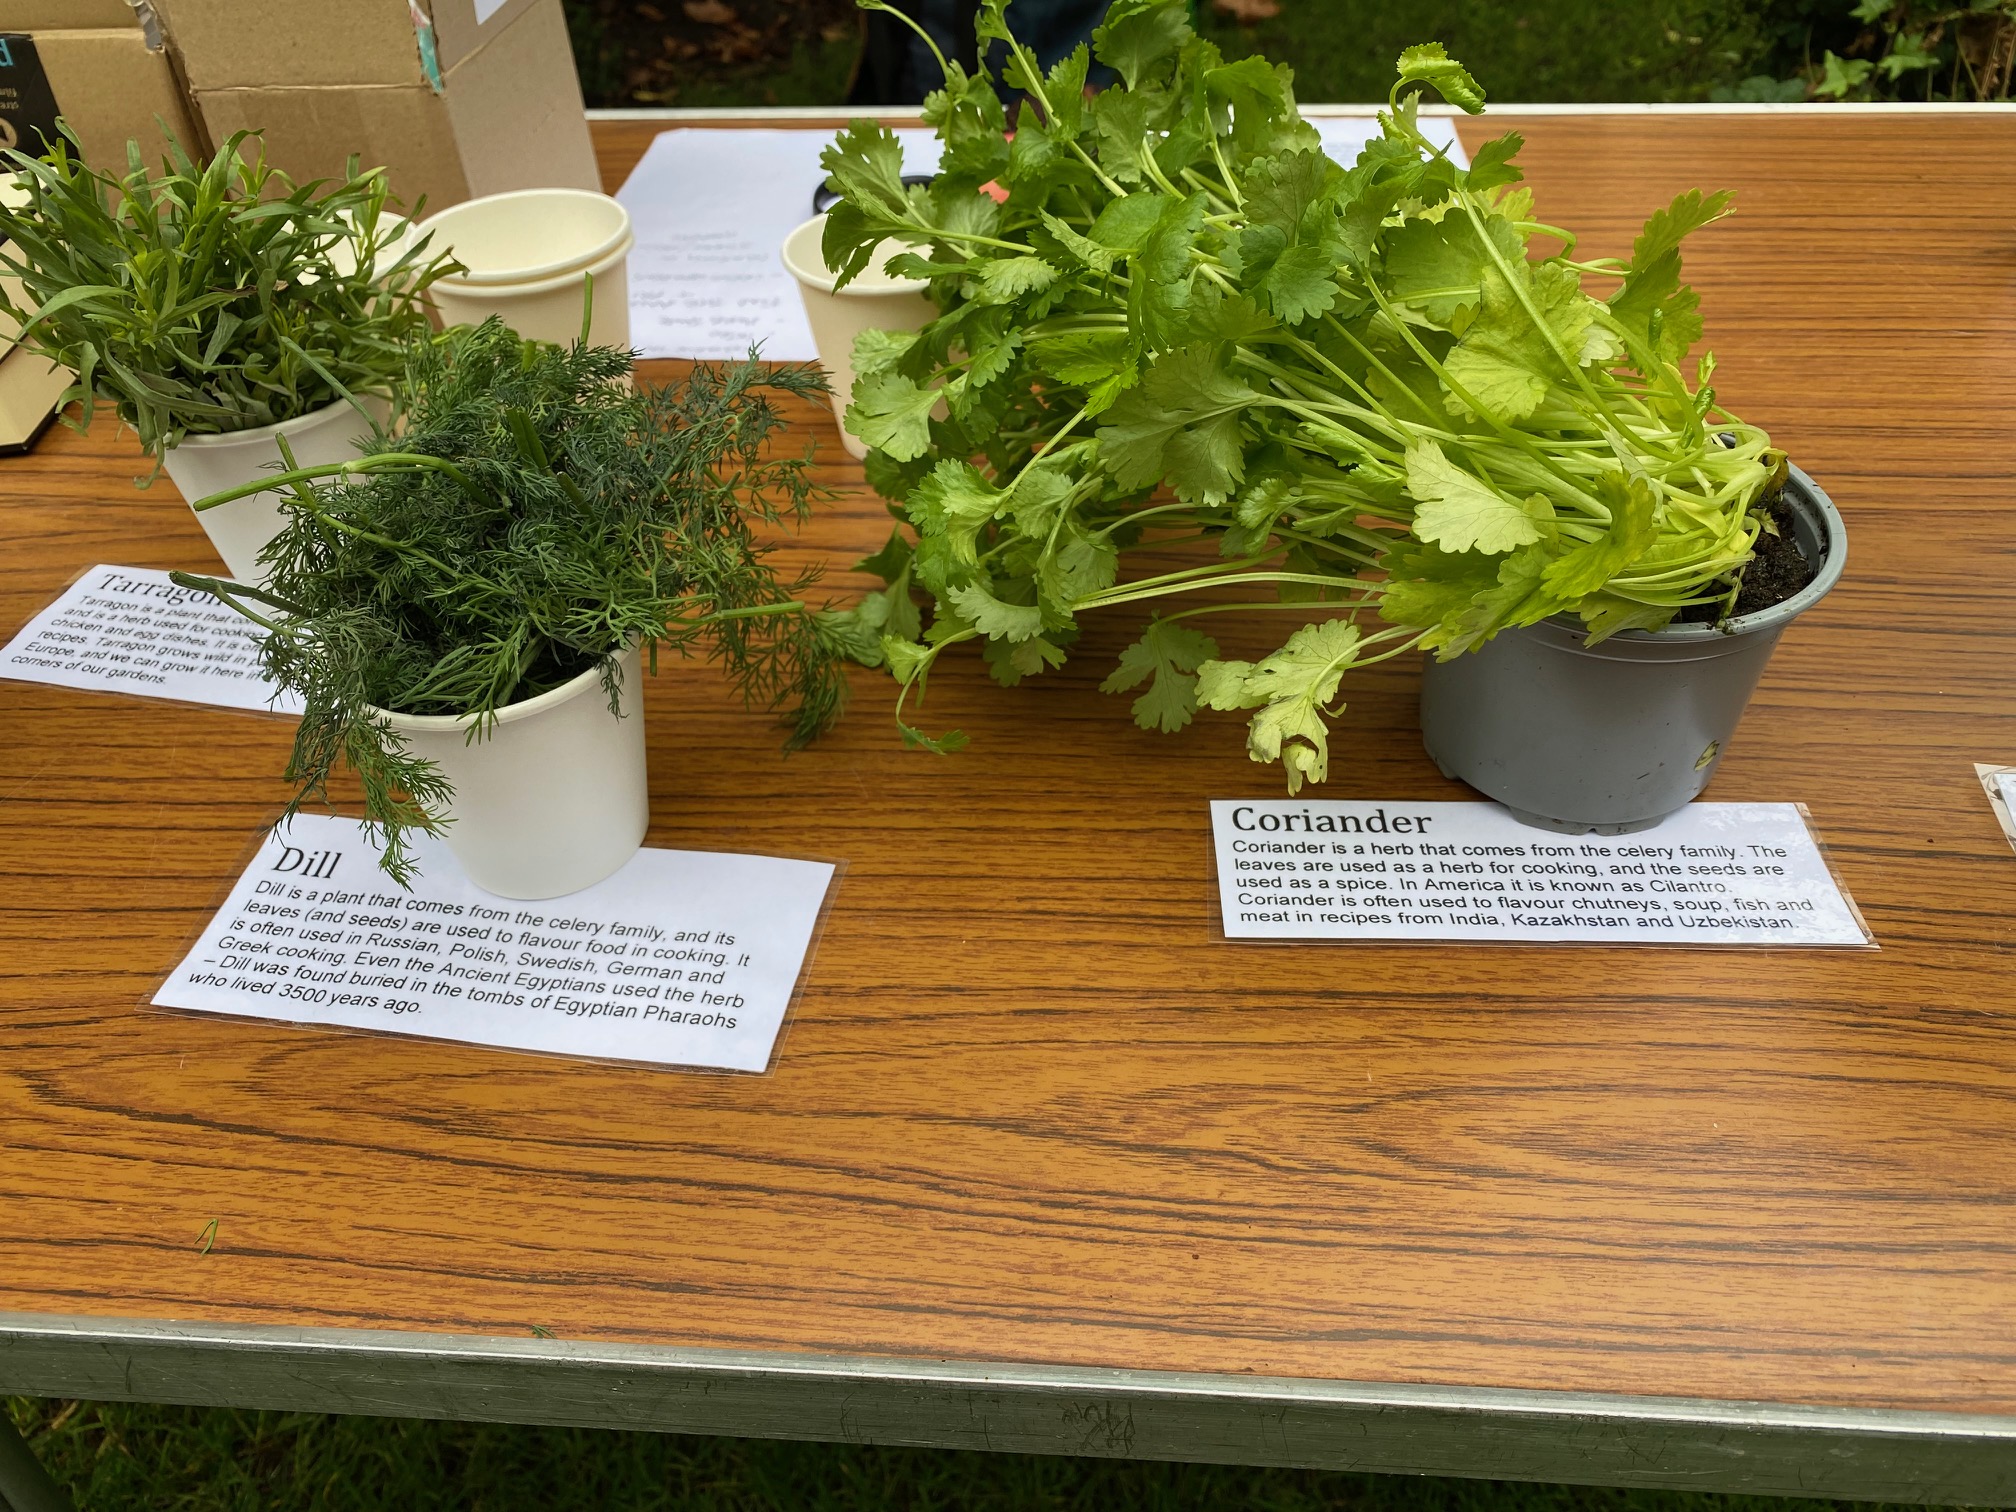 Tarragon
Tarragon is a plant that
and is a herb used for cooking
chicken and egg dishes. It is
recipes. Tarragon grows wild in
Europe, and we can grow it here in
corners of our gardens.
Dill
Dill is a plant that comes from the celery family, and its
leaves (and seeds) are used to flavour food in cooking. It
is often used in Russian, Polish, Swedish, German and
Greek cooking. Even the Ancient Egyptians used the herb
– Dill was found buried in the tombs of Egyptian Pharaohs
who lived 3500 years ago.
Coriander
Coriander is a herb that comes from the celery family. The
leaves are used as a herb for cooking, and the seeds are
used as a spice. In America it is known as Cilantro.
Coriander is often used to flavour chutneys, soup, fish and
meat in recipes from India, Kazakhstan and Uzbekistan.